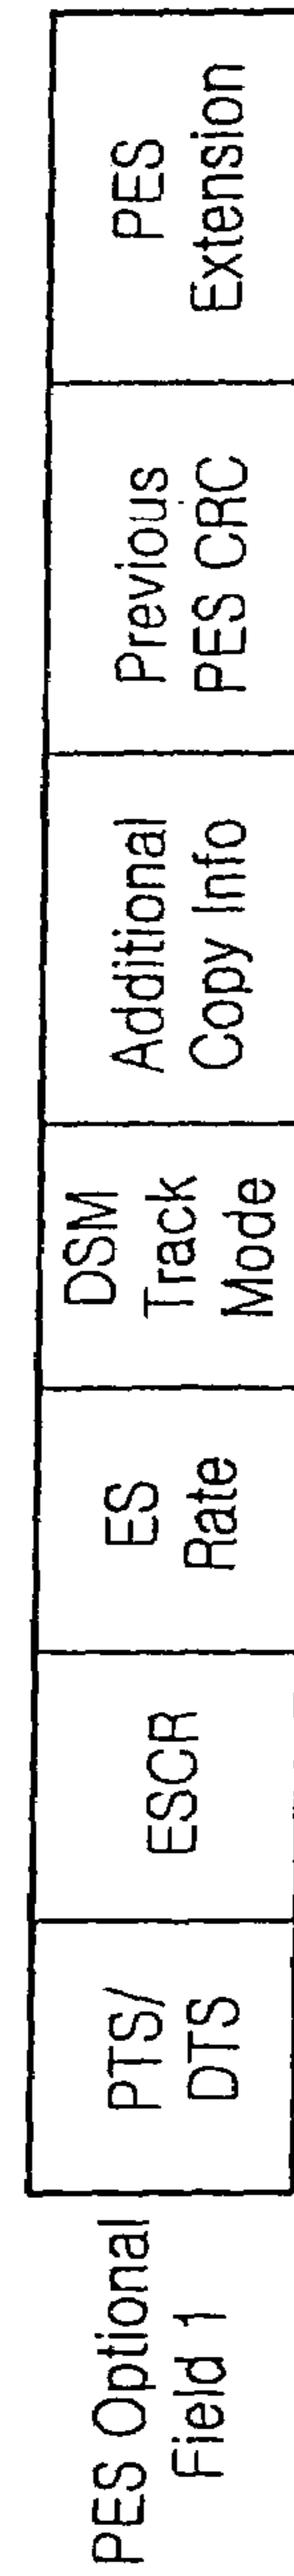 PES Optional
Field 1
PTS/
DTS
ESCR
ES
Rate
DSM
Track
Mode
Additional
Copy Info
Previous
PES CRC
PES
Extension